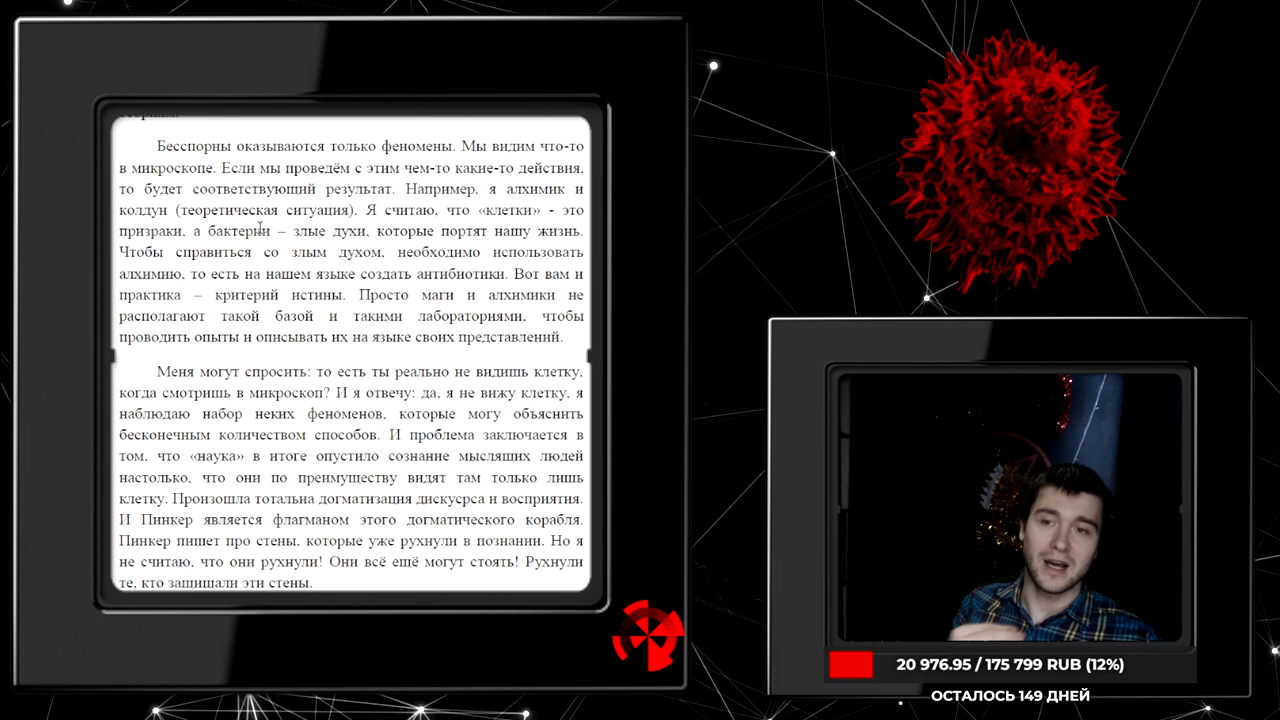 Бесспорны оказываются только феномены. Мы видим что-то
в микроскопе. Если мы проведём с этим чем-то какие-то действия,
то будет соответствующий результат. Например, я алхимик и
колдун (теоретическая ситуация). Я считаю, что «клетки» - это
призраки, а бактерии – злые духи, которые портят нашу жизнь.
Чтобы справиться со злым духом, необходимо использовать
алхимию, то есть на нашем языке создать антибиотики. Вот вам и
практика – критерий истины. Просто маги и алхимики не
располагают такой базой и такими лабораториями, чтобы
проводить опыты и описывать их на языке своих представлений.
Меня могут спросить: то есть ты реально не видишь клетку,
когда смотришь в микроскоп? И я отвечу: да, я не вижу клетку, я
наблюдаю набор неких феноменов, которые могу объяснить
бесконечным количеством способов. И проблема заключается в
том, что «наука» в итоге опустило сознание мыслящих людей
настолько, что они по преимуществу видят там только лишь
клетку. Произошла тотальна догматизация дискуерса и восприятия.
И Пинкер является флагманом этого догматического корабля.
Пинкер пишет про стены, которые уже рухнули в познании. Но я
не считаю, что они рухнули! Они всё ещё могут стоять! Рухнули
те, кто защищали эти стены.
20 976.95 / 175 799 RUB (12%)
ОСТАЛОСЬ 149 ДНЕЙ